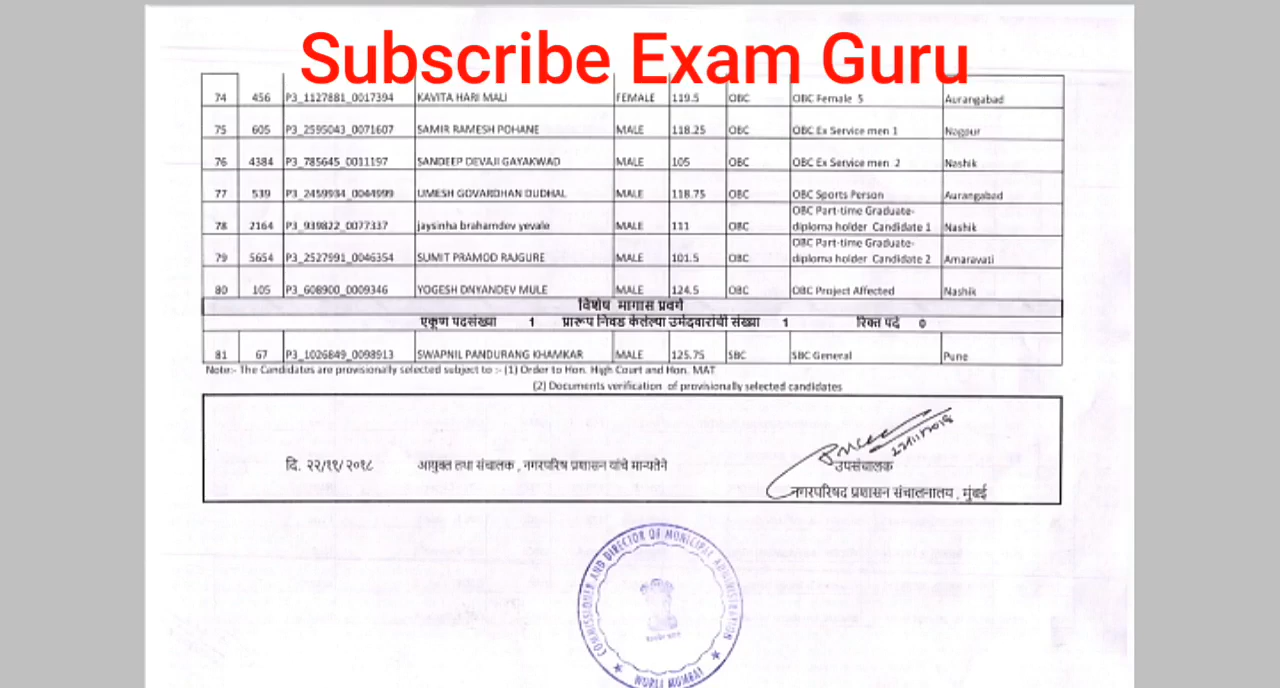 Subscribe Exam Guru
74 456 P3_1127881_0017394 KAVITA HARI MALI FEMALE 119.5 OBC OBC Female 5 Aurangabad
75 605 P3_2595043_0071607 SAMIR RAMESH POHANE MALE 118.25 OBC OBC Ex Service men 1 Nagpur
76 4384 P3_785645_0011197 SANDEEP DEVAJI GAYAKWAD MALE 105 OBC OBC Ex Service men 2 Nashik
77 539 P3_2459934_0044999 UMESH GOVARDHAN DUDHAL MALE 118.75 OBC OBC Sports Person Aurangabad
78 2164 P3_939822_0077337 jaysinha brahamdev yevale MALE 111 OBC OBC Part-time Graduate-diploma holder Candidate 1 Nashik
79 5654 P3_2527991_0046354 SUMIT PRAMOD RAJGURE MALE 101.5 OBC OBC Part-time Graduate-diploma holder Candidate 2 Amaravati
80 105 P3_608900_0009346 YOGESH DNYANDEV MULE MALE 124.5 OBC OBC Project Affected Nashik
विशेष मागास प्रवर्ग
एकूण पदसंख्या 1 प्रारूप निवड केलेल्या उमेदवारांची संख्या 1 रिक्त पदे 0
81 67 P3_1026849_0098913 SWAPNIL PANDURANG KHAMKAR MALE 125.75 SBC SBC General Pune
Note:- The Candidates are provisionally selected subject to :- (1) Order to Hon. High Court and Hon. MAT
(2) Documents verification of provisionally selected candidates
दि. २२/११/२०१८ आयुक्त तथा संचालक , नगरपरिष प्रशासन यांचे मान्यतेने
उपसंचालक
नगरपरिषद प्रशासन संचालनालय , मुंबई
COMMISSIONER AND DIRECTOR OF MUNICIPAL ADMINISTRATION
WORLI MUMBAI